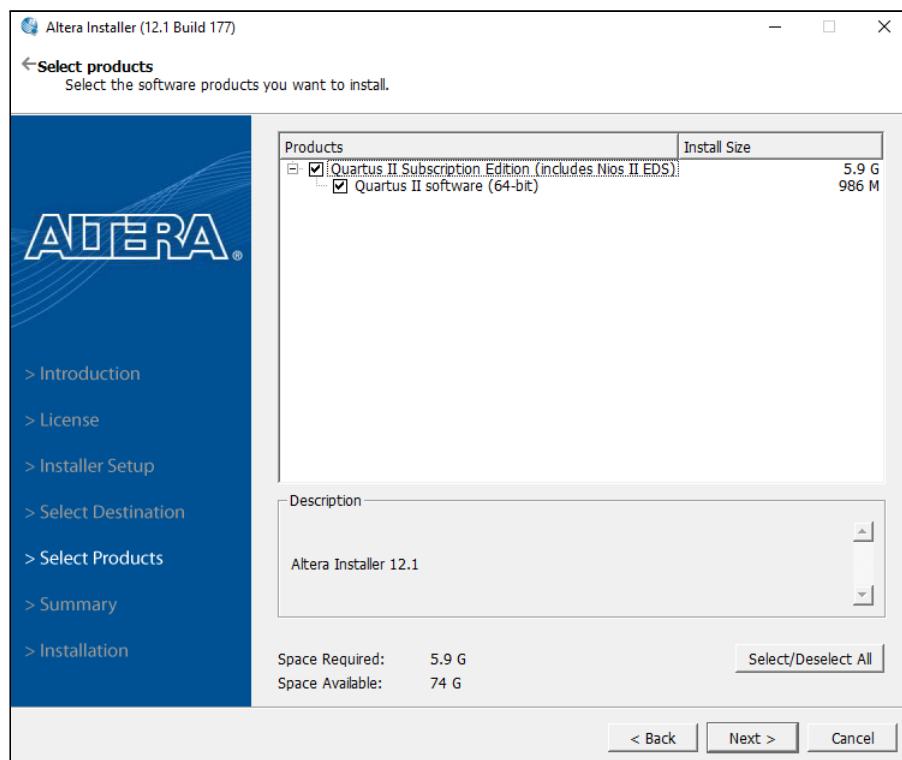 Altera Installer (12.1 Build 177)
Select products
Select the software products you want to install.
Products Install Size
Quartus II Subscription Edition (includes Nios II EDS) 5.9 G
Quartus II software (64-bit) 986 M
ALTERA®
> Introduction
> License
> Installer Setup
> Select Destination
> Select Products
> Summary
> Installation
Description
Altera Installer 12.1
Space Required: 5.9 G
Space Available: 74 G
Select/Deselect All
< Back Next > Cancel